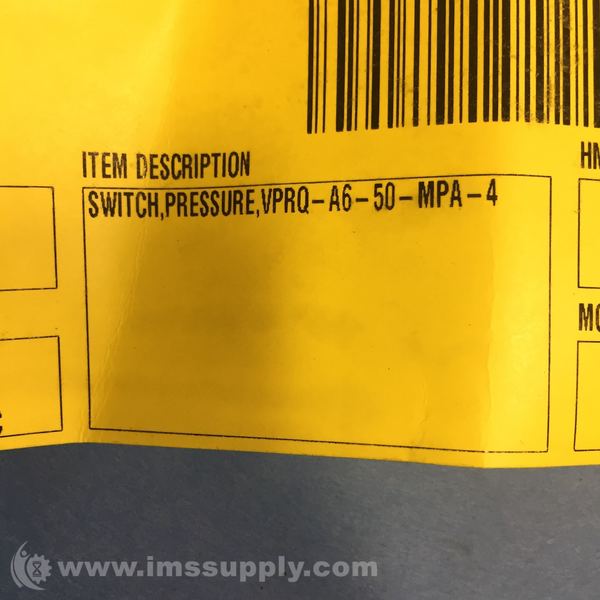 ITEM DESCRIPTION
SWITCH,PRESSURE,VPRQ-A6-50-MPA-4
www.imssupply.com